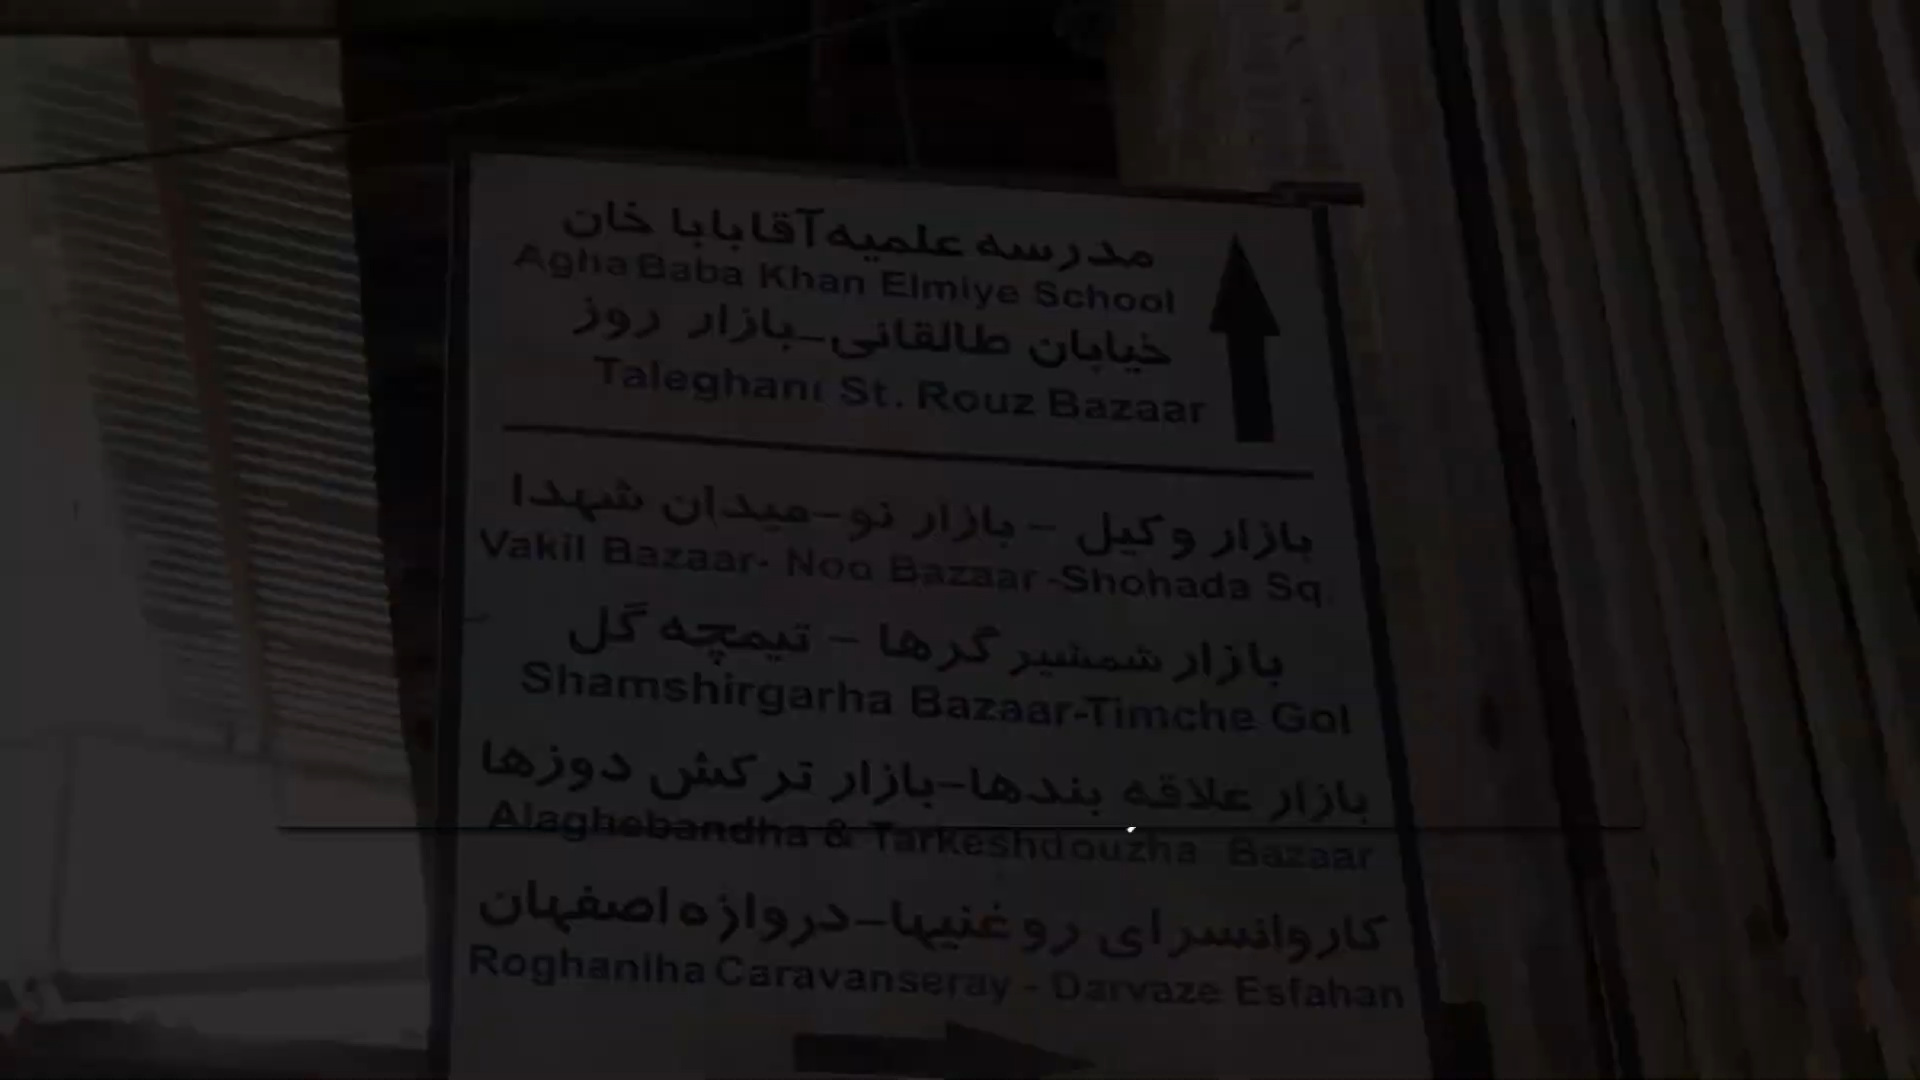 مدرسه علمیه آقابابا خان
Agha Baba Khan Elmiye School
خیابان طالقانی-بازار روز
Taleghani St. Rouz Bazaar
بازار وکیل - بازار نو-میدان شهدا
Vakil Bazaar- Noo Bazaar -Shohada Sq.
بازار شمشیرگرها - تیمچه گل
Shamshirgarha Bazaar-Timche Gol
بازار علاقه بندها-بازار ترکش دوزها
Alaghebandha & Tarkeshdouzha Bazaar
کاروانسرای روغنیها-دروازه اصفهان
Roghaniha Caravanseray - Darvaze Esfahan